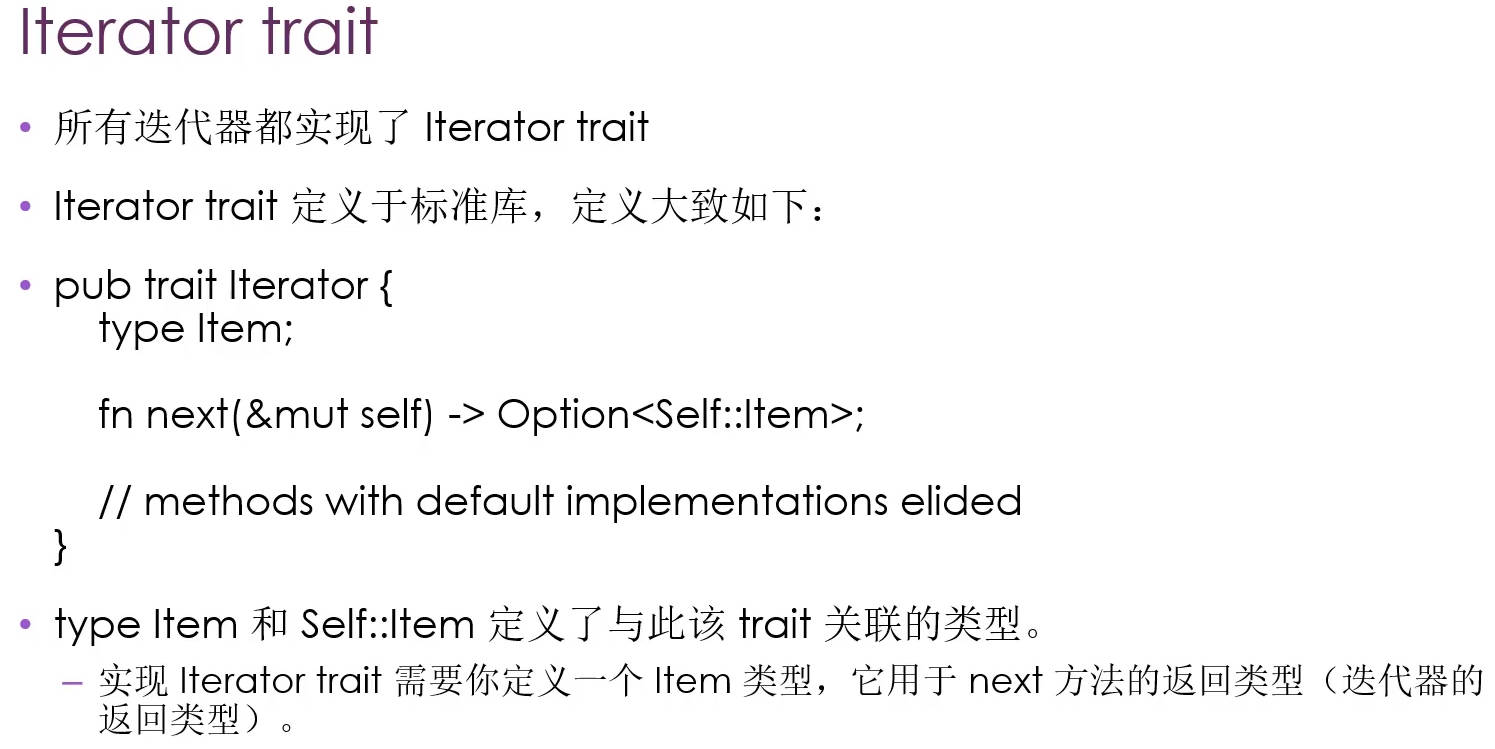 Iterator trait
• 所有迭代器都实现了 Iterator trait
• Iterator trait 定义于标准库，定义大致如下：
• pub trait Iterator {
type Item;
fn next(&mut self) -> Option<Self::Item>;
// methods with default implementations elided
}
• type Item 和 Self::Item 定义了与此该 trait 关联的类型。
– 实现 Iterator trait 需要你定义一个 Item 类型，它用于 next 方法的返回类型（迭代器的
返回类型）。